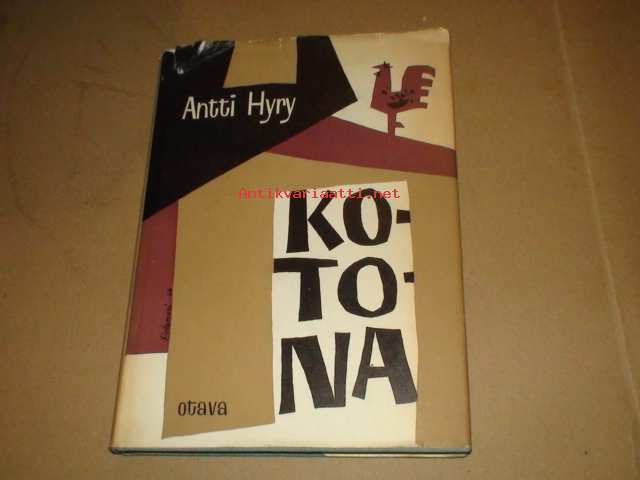 Antti Hyry
Antikvariaatti.net
KO-
TO-
NA
otava